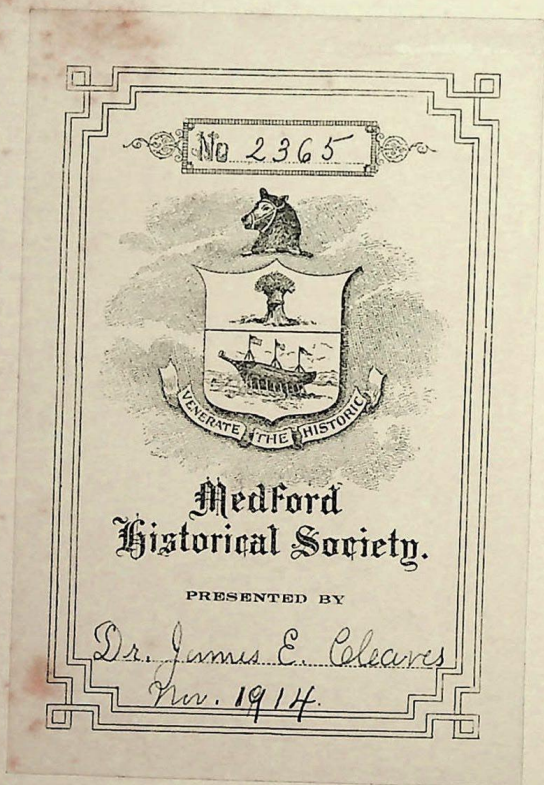 No 2365
VENERATE THE HISTORIC
Medford
Historical Society.
PRESENTED BY
Dr. James E. Cleaves
Nov. 1914.